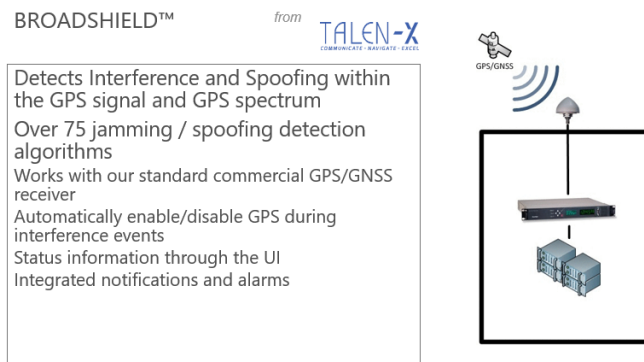 BROADSHIELD™
from
TALEN-X
COMMUNICATE - NAVIGATE - EXCEL
GPS/GNSS
Detects Interference and Spoofing within
the GPS signal and GPS spectrum
Over 75 jamming / spoofing detection
algorithms
Works with our standard commercial GPS/GNSS
receiver
Automatically enable/disable GPS during
interference events
Status information through the UI
Integrated notifications and alarms